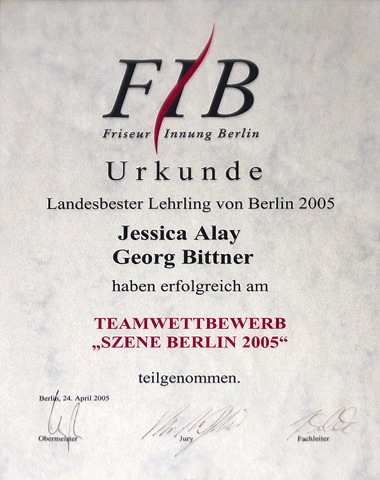 FIB
Friseur Innung Berlin
Urkunde
Landesbester Lehrling von Berlin 2005
Jessica Alay
Georg Bittner
haben erfolgreich am
TEAMWETTBEWERB
„SZENE BERLIN 2005“
teilgenommen.
Berlin, 24. April 2005
Obermeister Jury Fachleiter